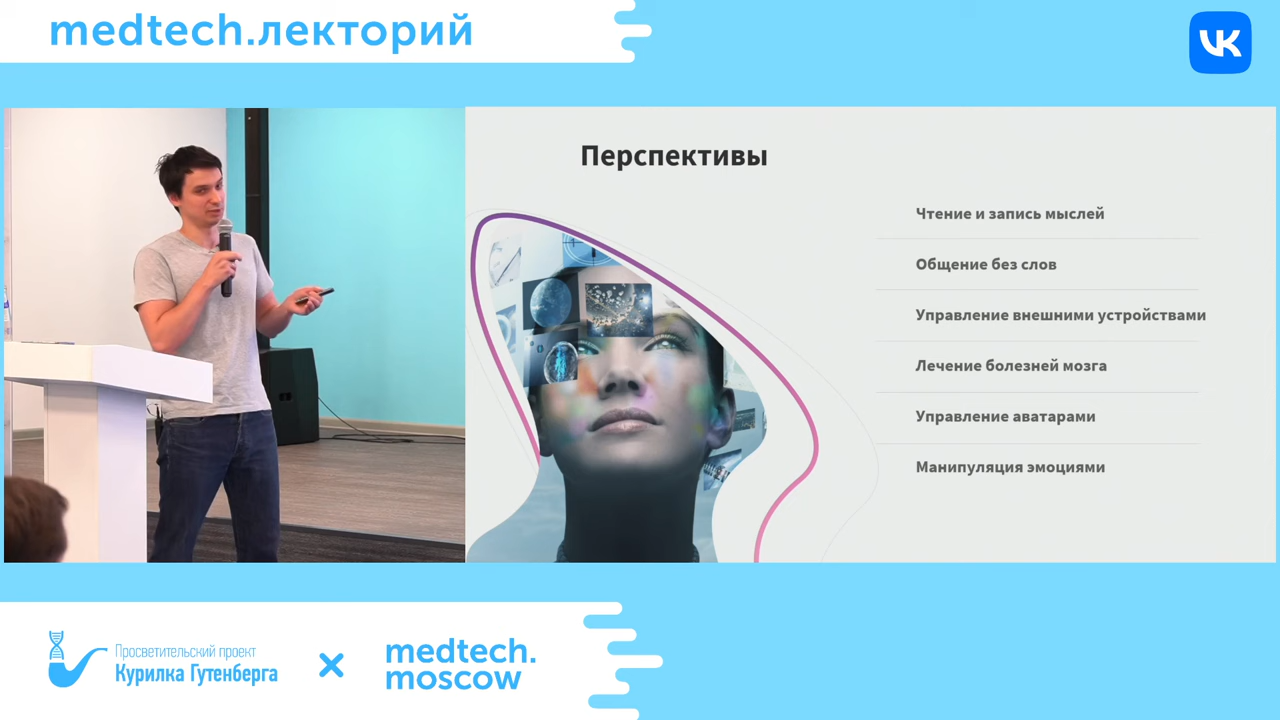 medtech.лекторий
VK
Перспективы
Чтение и запись мыслей
Общение без слов
Управление внешними устройствами
Лечение болезней мозга
Управление аватарами
Манипуляция эмоциями
Просветительский проект
Курилка Гутенберга
medtech.
moscow